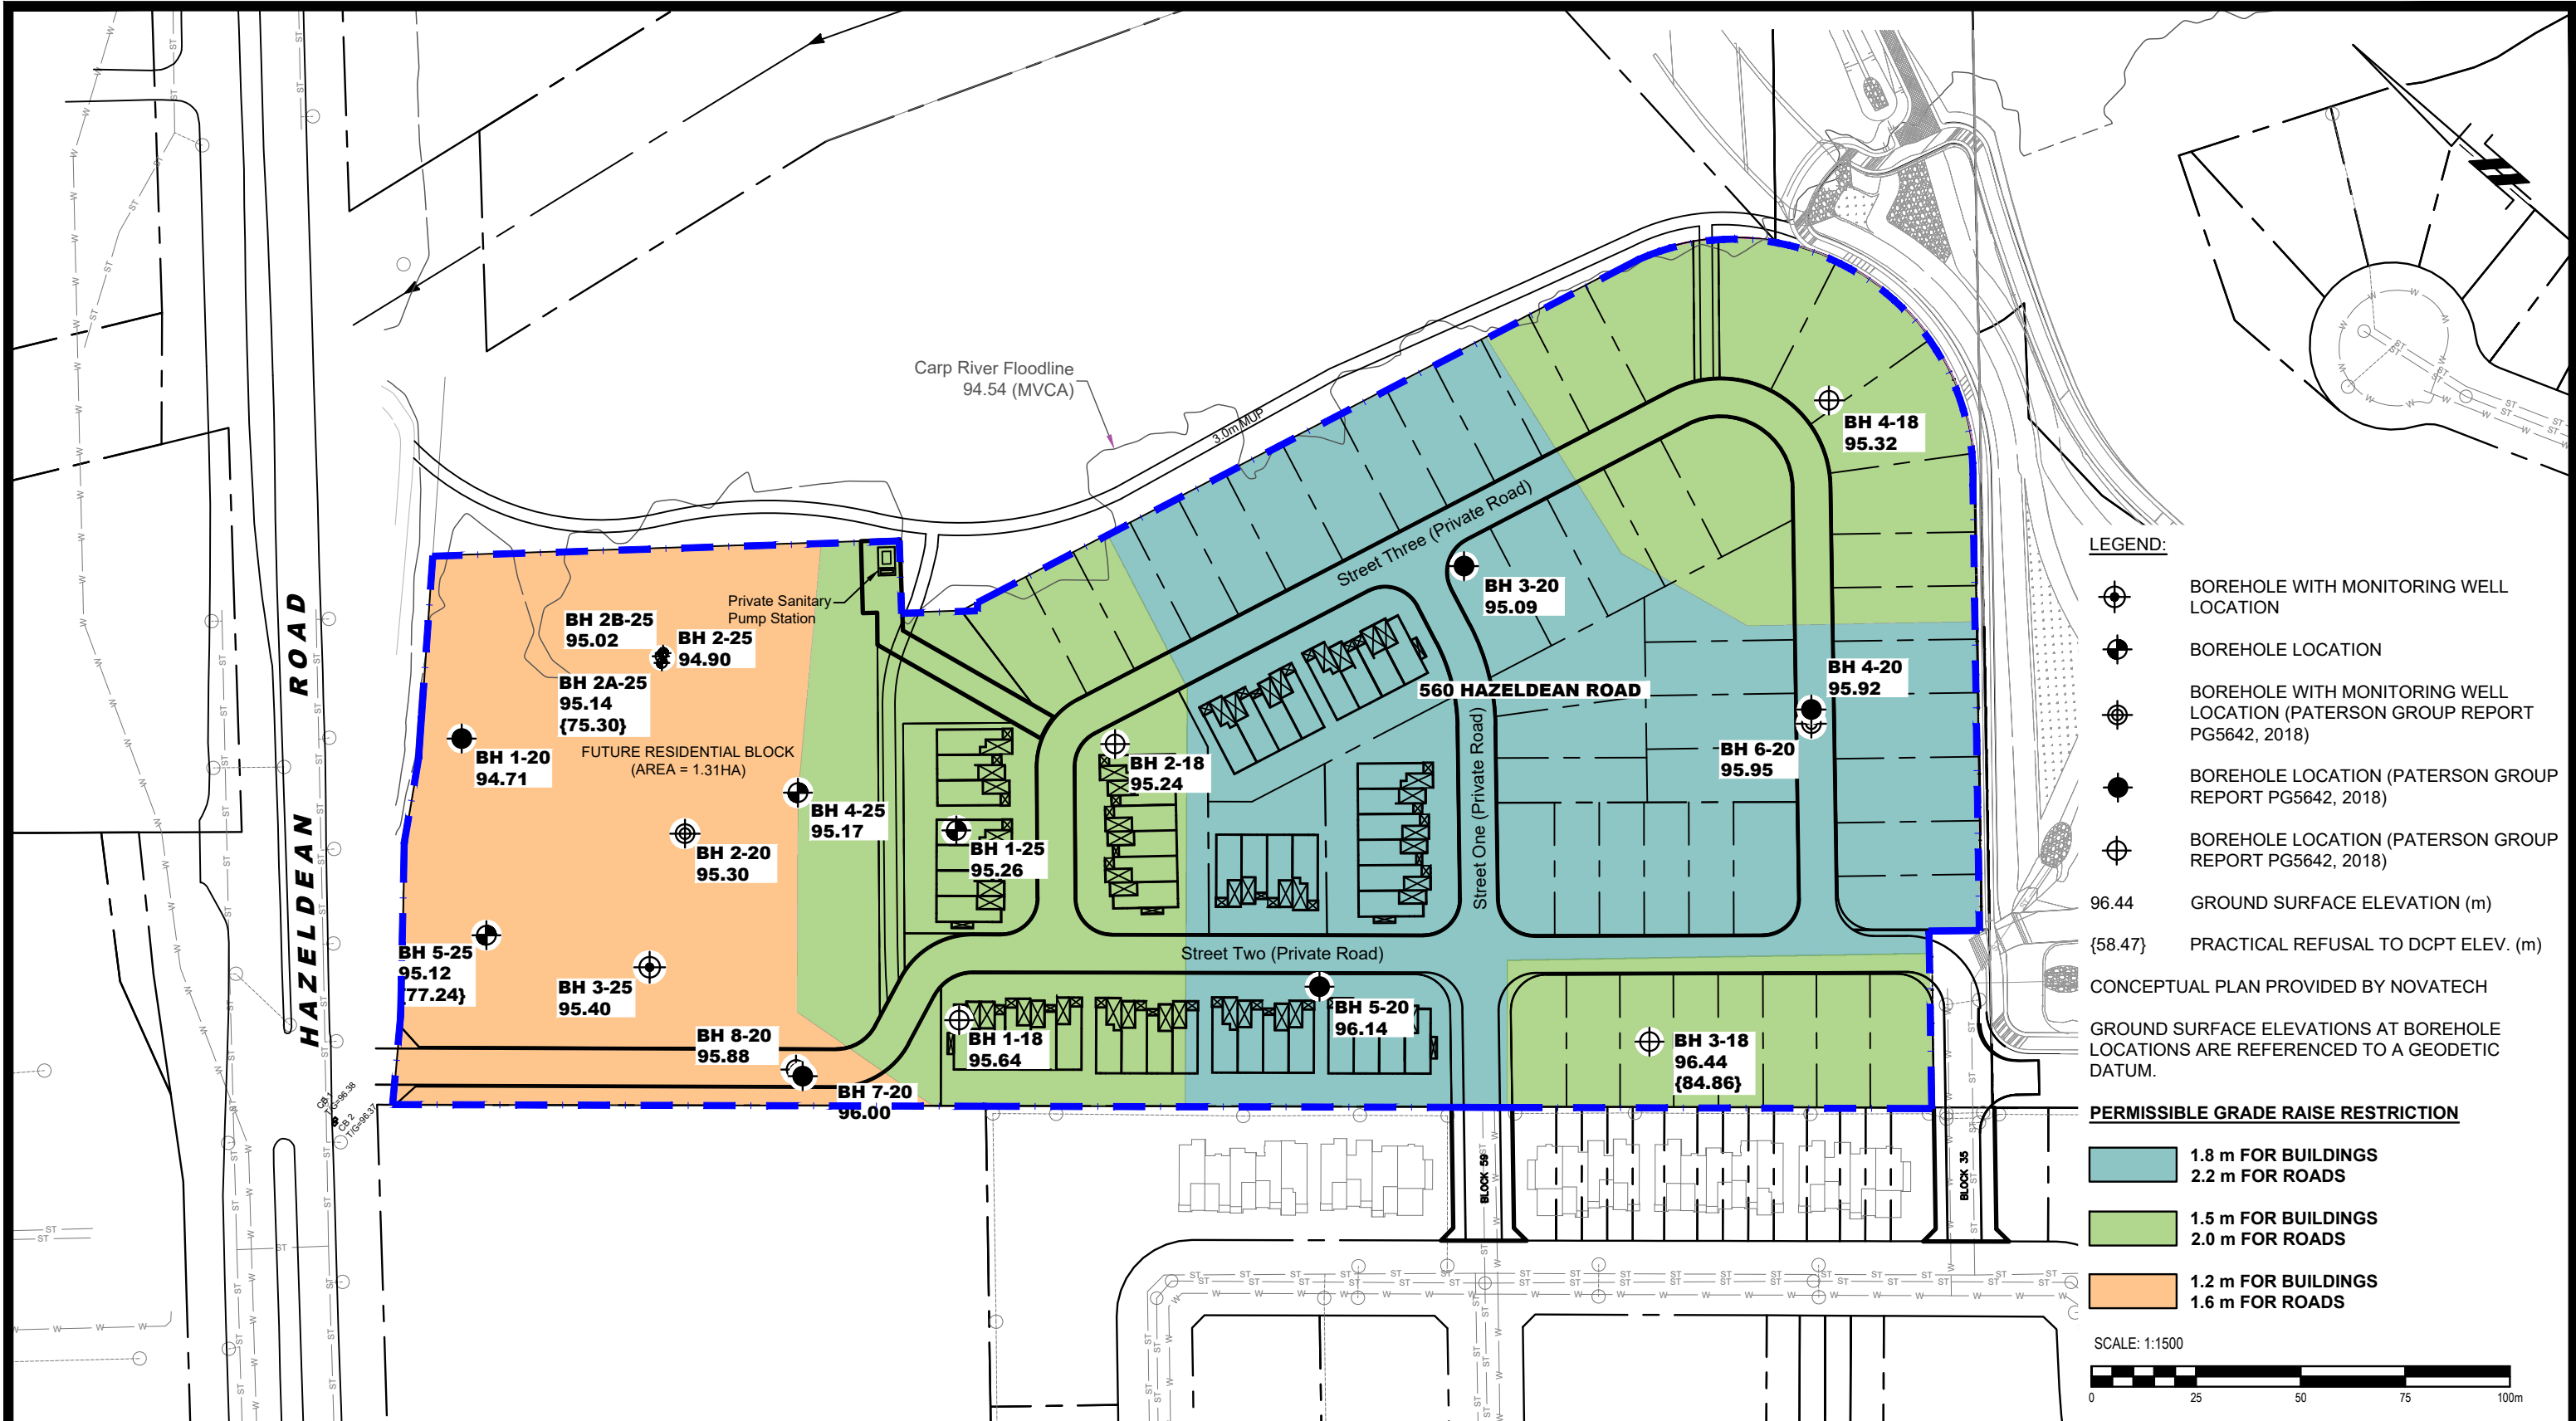 Carp River Floodline
94.54 (MVCA)
3.0m MUP
HAZELDEAN ROAD
Private Sanitary
Pump Station
BH 2B-25
95.02
BH 2-25
94.90
BH 2A-25
95.14
{75.30}
BH 1-20
94.71
FUTURE RESIDENTIAL BLOCK
(AREA = 1.31HA)
BH 4-25
95.17
BH 2-20
95.30
BH 5-25
95.12
{77.24}
BH 3-25
95.40
BH 8-20
95.88
BH 7-20
96.00
CB 1
T/G=96.38
CB 2
T/G=96.37
BH 1-25
95.26
BH 2-18
95.24
BH 1-18
95.64
Street Three (Private Road)
BH 3-20
95.09
560 HAZELDEAN ROAD
Street One (Private Road)
Street Two (Private Road)
BH 4-18
95.32
BH 4-20
95.92
BH 6-20
95.95
BH 5-20
96.14
BH 3-18
96.44
{84.86}
BLOCK 59
BLOCK 35
LEGEND:
BOREHOLE WITH MONITORING WELL
LOCATION
BOREHOLE LOCATION
BOREHOLE WITH MONITORING WELL
LOCATION (PATERSON GROUP REPORT
PG5642, 2018)
BOREHOLE LOCATION (PATERSON GROUP
REPORT PG5642, 2018)
BOREHOLE LOCATION (PATERSON GROUP
REPORT PG5642, 2018)
96.44 GROUND SURFACE ELEVATION (m)
{58.47} PRACTICAL REFUSAL TO DCPT ELEV. (m)
CONCEPTUAL PLAN PROVIDED BY NOVATECH
GROUND SURFACE ELEVATIONS AT BOREHOLE
LOCATIONS ARE REFERENCED TO A GEODETIC
DATUM.
PERMISSIBLE GRADE RAISE RESTRICTION
1.8 m FOR BUILDINGS
2.2 m FOR ROADS
1.5 m FOR BUILDINGS
2.0 m FOR ROADS
1.2 m FOR BUILDINGS
1.6 m FOR ROADS
SCALE: 1:1500
0 25 50 75 100m